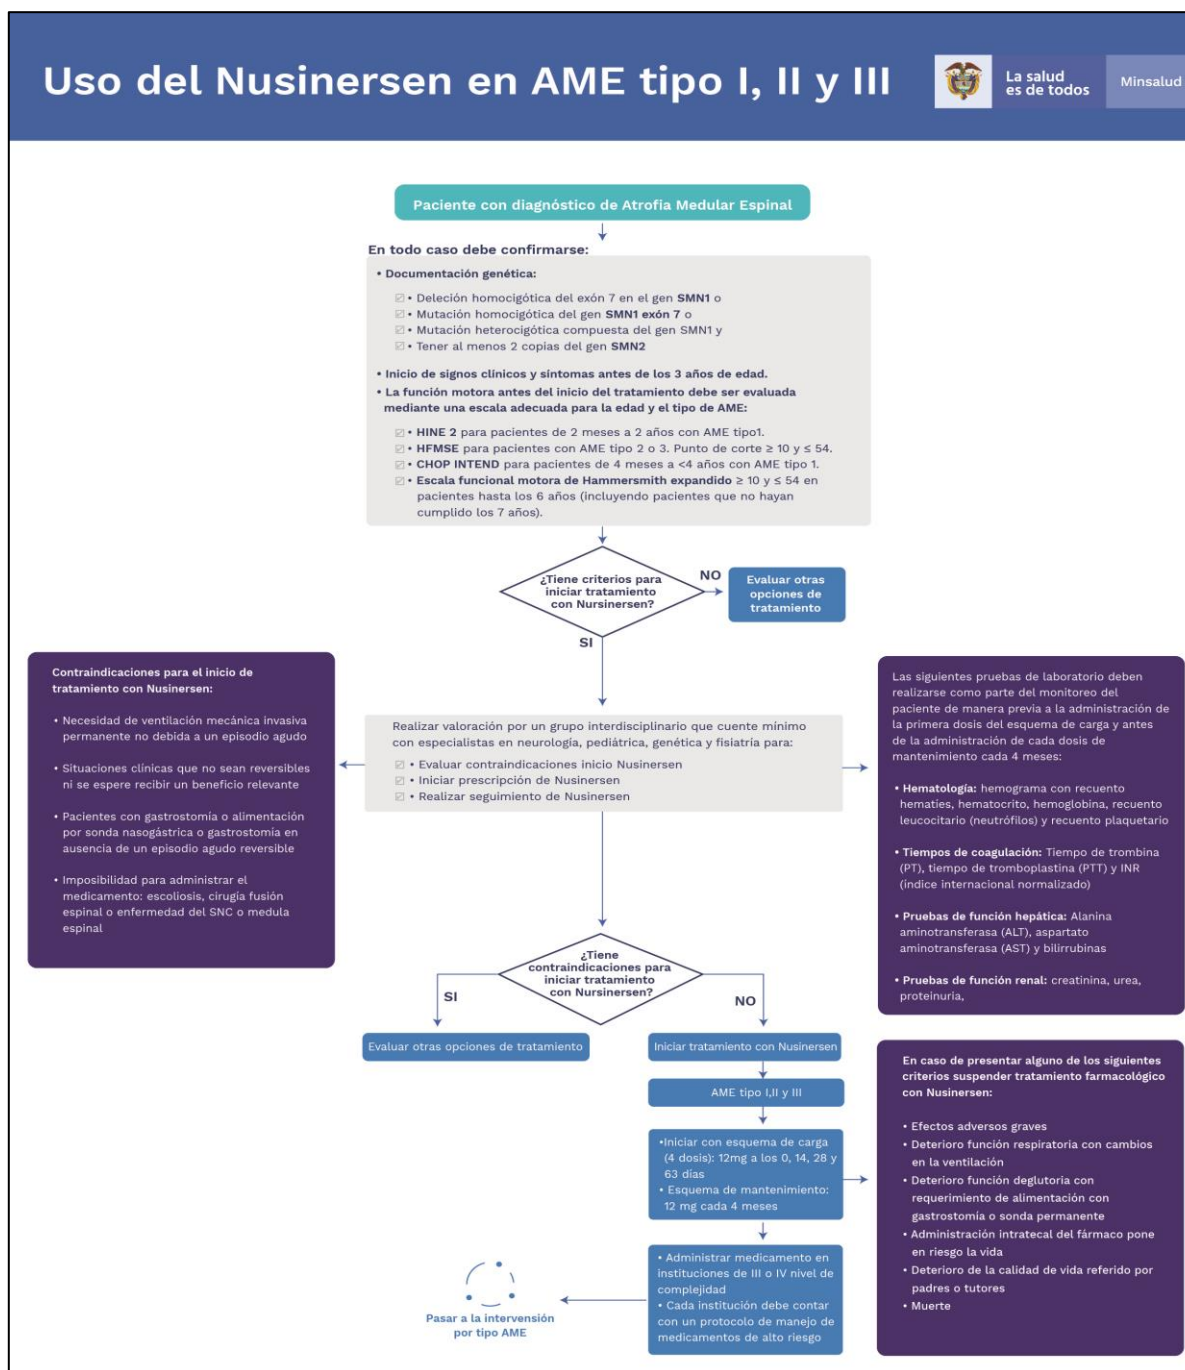 Uso del Nusinersen en AME tipo I, II y III
La salud
es de todos
Minsalud
Paciente con diagnóstico de Atrofia Medular Espinal
En todo caso debe confirmarse:
• Documentación genética:
• Deleción homocigótica del exón 7 en el gen SMN1 o
• Mutación homocigótica del gen SMN1 exón 7 o
• Mutación heterocigótica compuesta del gen SMN1 y
• Tener al menos 2 copias del gen SMN2
• Inicio de signos clínicos y síntomas antes de los 3 años de edad.
• La función motora antes del inicio del tratamiento debe ser evaluada
mediante una escala adecuada para la edad y el tipo de AME:
• HINE 2 para pacientes de 2 meses a 2 años con AME tipo1.
• HFMSE para pacientes con AME tipo 2 o 3. Punto de corte ≥ 10 y ≤ 54.
• CHOP INTEND para pacientes de 4 meses a <4 años con AME tipo 1.
• Escala funcional motora de Hammersmith expandido ≥ 10 y ≤ 54 en
pacientes hasta los 6 años (incluyendo pacientes que no hayan
cumplido los 7 años).
¿Tiene criterios para
iniciar tratamiento
con Nursinersen?
NO
Evaluar otras
opciones de
tratamiento
SI
Contraindicaciones para el inicio de
tratamiento con Nusinersen:
• Necesidad de ventilación mecánica invasiva
permanente no debida a un episodio agudo
• Situaciones clínicas que no sean reversibles
ni se espere recibir un beneficio relevante
• Pacientes con gastrostomía o alimentación
por sonda nasogástrica o gastrostomía en
ausencia de un episodio agudo reversible
• Imposibilidad para administrar el
medicamento: escoliosis, cirugía fusión
espinal o enfermedad del SNC o medula
espinal
Realizar valoración por un grupo interdisciplinario que cuente mínimo
con especialistas en neurología, pediátrica, genética y fisiatría para:
• Evaluar contraindicaciones inicio Nusinersen
• Iniciar prescripción de Nusinersen
• Realizar seguimiento de Nusinersen
Las siguientes pruebas de laboratorio deben
realizarse como parte del monitoreo del
paciente de manera previa a la administración de
la primera dosis del esquema de carga y antes
de la administración de cada dosis de
mantenimiento cada 4 meses:
• Hematología: hemograma con recuento
hematíes, hematocrito, hemoglobina, recuento
leucocitario (neutrófilos) y recuento plaquetario
• Tiempos de coagulación: Tiempo de trombina
(PT), tiempo de tromboplastina (PTT) y INR
(índice internacional normalizado)
• Pruebas de función hepática: Alanina
aminotransferasa (ALT), aspartato
aminotransferasa (AST) y bilirrubinas
• Pruebas de función renal: creatinina, urea,
proteinuria,
¿Tiene
contraindicaciones para
iniciar tratamiento
con Nursinersen?
SI
NO
Evaluar otras opciones de tratamiento
Iniciar tratamiento con Nusinersen
AME tipo I,II y III
•Iniciar con esquema de carga
(4 dosis): 12mg a los 0, 14, 28 y
63 días
• Esquema de mantenimiento:
12 mg cada 4 meses
En caso de presentar alguno de los siguientes
criterios suspender tratamiento farmacológico
con Nusinersen:
• Efectos adversos graves
• Deterioro función respiratoria con cambios
en la ventilación
• Deterioro función deglutoria con
requerimiento de alimentación con
gastrostomía o sonda permanente
• Administración intratecal del fármaco pone
en riesgo la vida
• Deterioro de la calidad de vida referido por
padres o tutores
• Muerte
• Administrar medicamento en
instituciones de III o IV nivel de
complejidad
• Cada institución debe contar
con un protocolo de manejo de
medicamentos de alto riesgo
Pasar a la intervención
por tipo AME